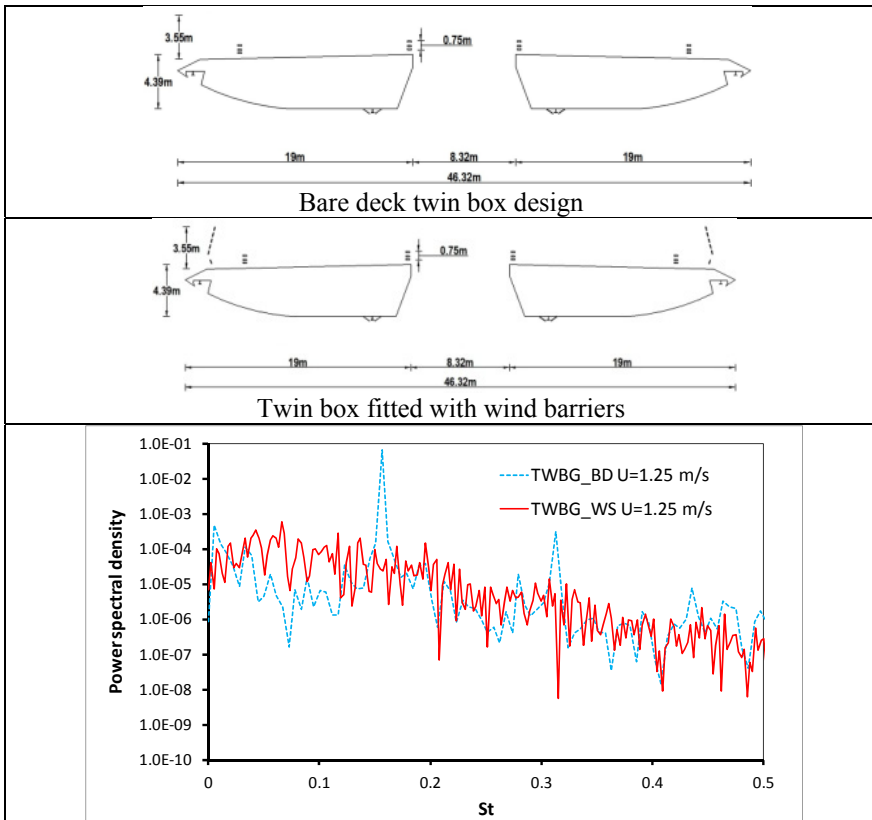 3.55m
0.75m
4.39m
19m 8.32m 19m
46.32m
Bare deck twin box design
3.55m
0.75m
4.39m
19m 8.32m 19m
46.32m
Twin box fitted with wind barriers
1.0E-01
1.0E-02
1.0E-03
1.0E-04
1.0E-05
1.0E-06
1.0E-07
1.0E-08
1.0E-09
1.0E-10
Power spectral density
TWBG_BD U=1.25 m/s
TWBG_WS U=1.25 m/s
0 0.1 0.2 0.3 0.4 0.5
St